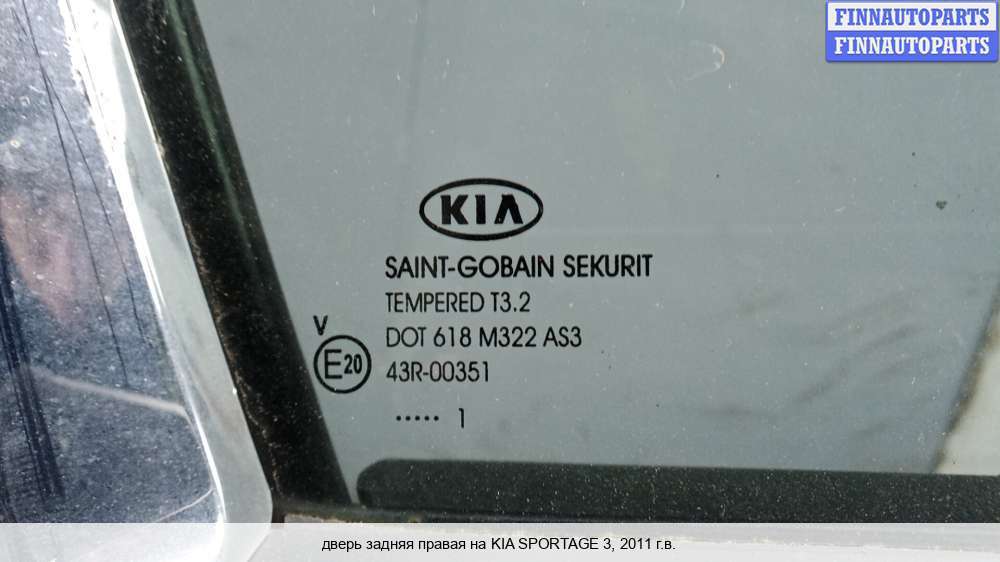 FINNAUTOPARTS
FINNAUTOPARTS
KIA
SAINT-GOBAIN SEKURIT
TEMPERED T3.2
V
DOT 618 M322 AS3
E20
43R-00351
..... 1
дверь задняя правая на KIA SPORTAGE 3, 2011 г.в.